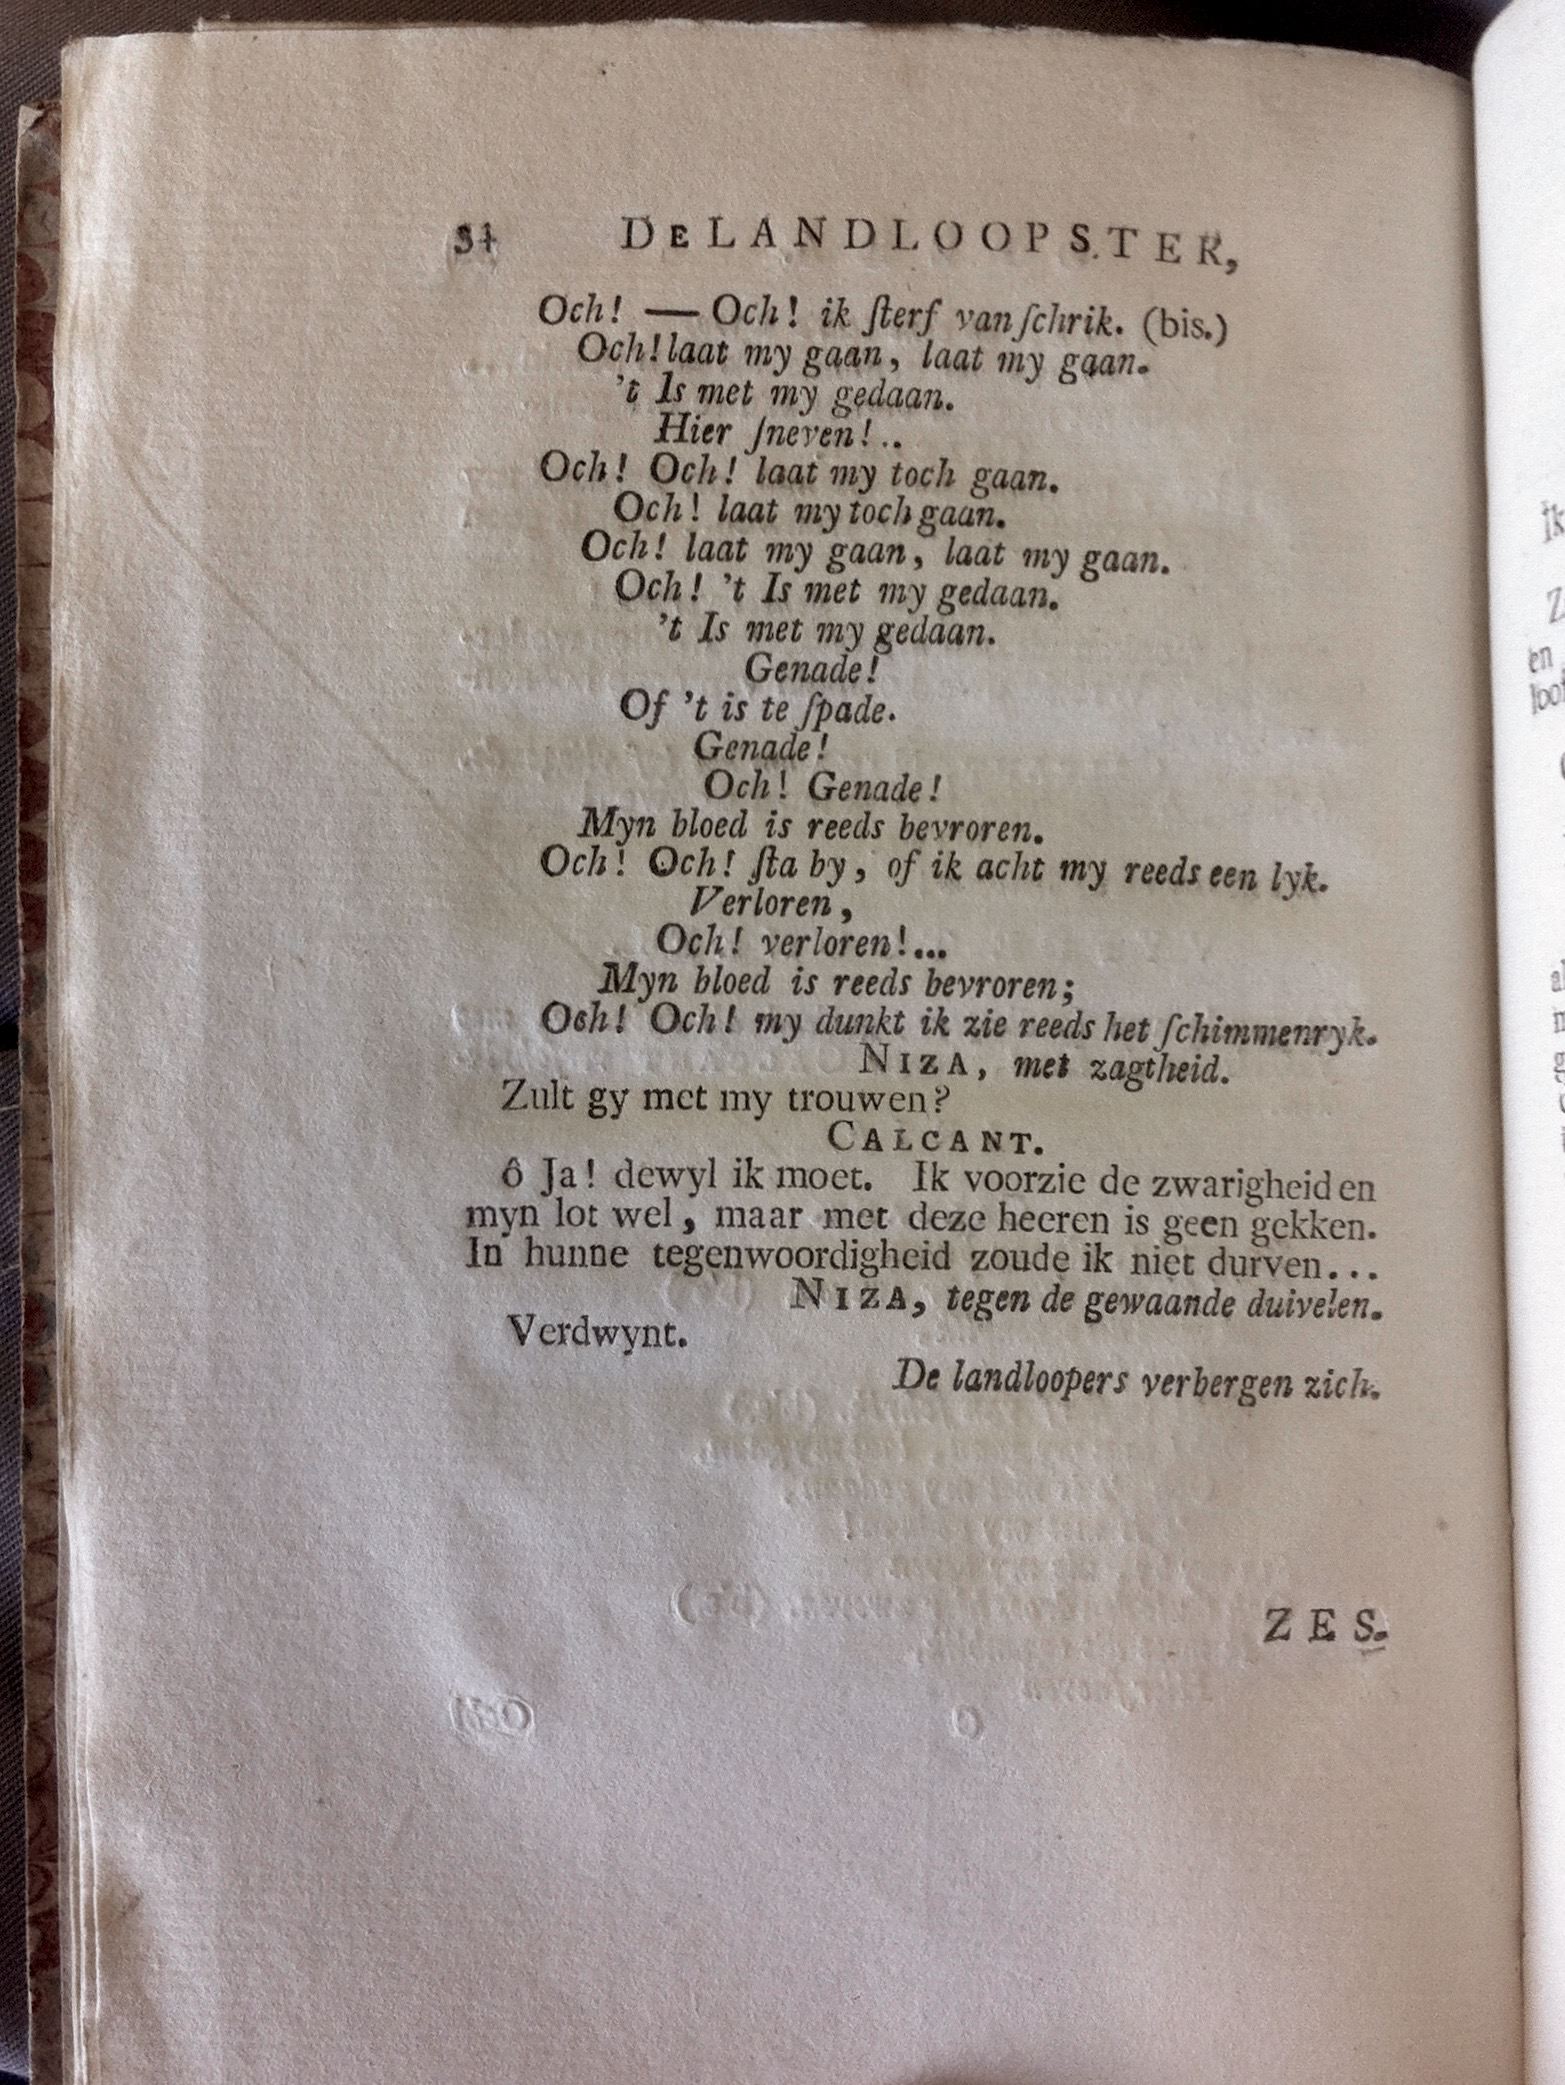 34 DE LANDLOOPSTER,
Och! — Och! ik ſterf van ſchrik. (bis.)
Och! laat my gaan, laat my gaan.
't Is met my gedaan.
Hier ſneven!..
Och! Och! laat my toch gaan.
Och! laat my toch gaan.
Och! laat my gaan, laat my gaan.
Och! 't Is met my gedaan.
't Is met my gedaan.
Genade!
Of 't is te ſpade.
Genade!
Och! Genade!
Myn bloed is reeds bevroren.
Och! Och! ſta by, of ik acht my reeds een lyk.
Verloren,
Och! verloren!...
Myn bloed is reeds bevroren;
Och! Och! my dunkt ik zie reeds het ſchimmenryk.
NIZA, met zagtheid.
Zult gy met my trouwen?
CALCANT.
ô Ja! dewyl ik moet. Ik voorzie de zwarigheid en
myn lot wel, maar met deze heeren is geen gekken.
In hunne tegenwoordigheid zoude ik niet durven...
NIZA, tegen de gewaande duivelen.
Verdwynt.
De landloopers verbergen zich.
ZES.